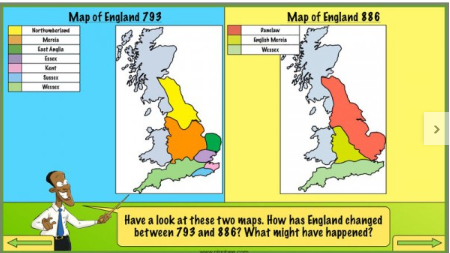 Map of England 793
Northumberland
Mercia
East Anglia
Essex
Kent
Sussex
Wessex
Map of England 886
Danelaw
English Mercia
Wessex
Have a look at these two maps. How has England changed
between 793 and 886? What might have happened?